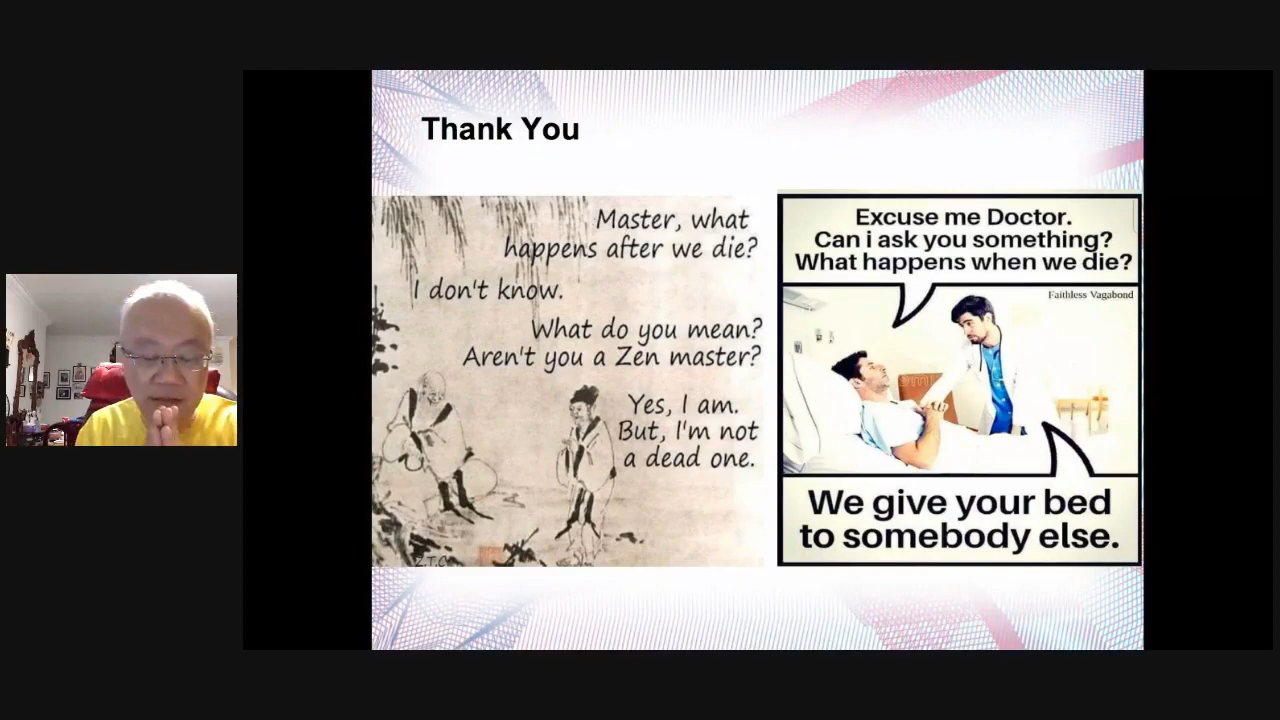 Thank You
Master, what
happens after we die?
I don't know.
What do you mean?
Aren't you a Zen master?
Yes, I am.
But, I'm not
a dead one.
Z.T.C
Excuse me Doctor.
Can i ask you something?
What happens when we die?
Faithless Vagabond
We give your bed
to somebody else.